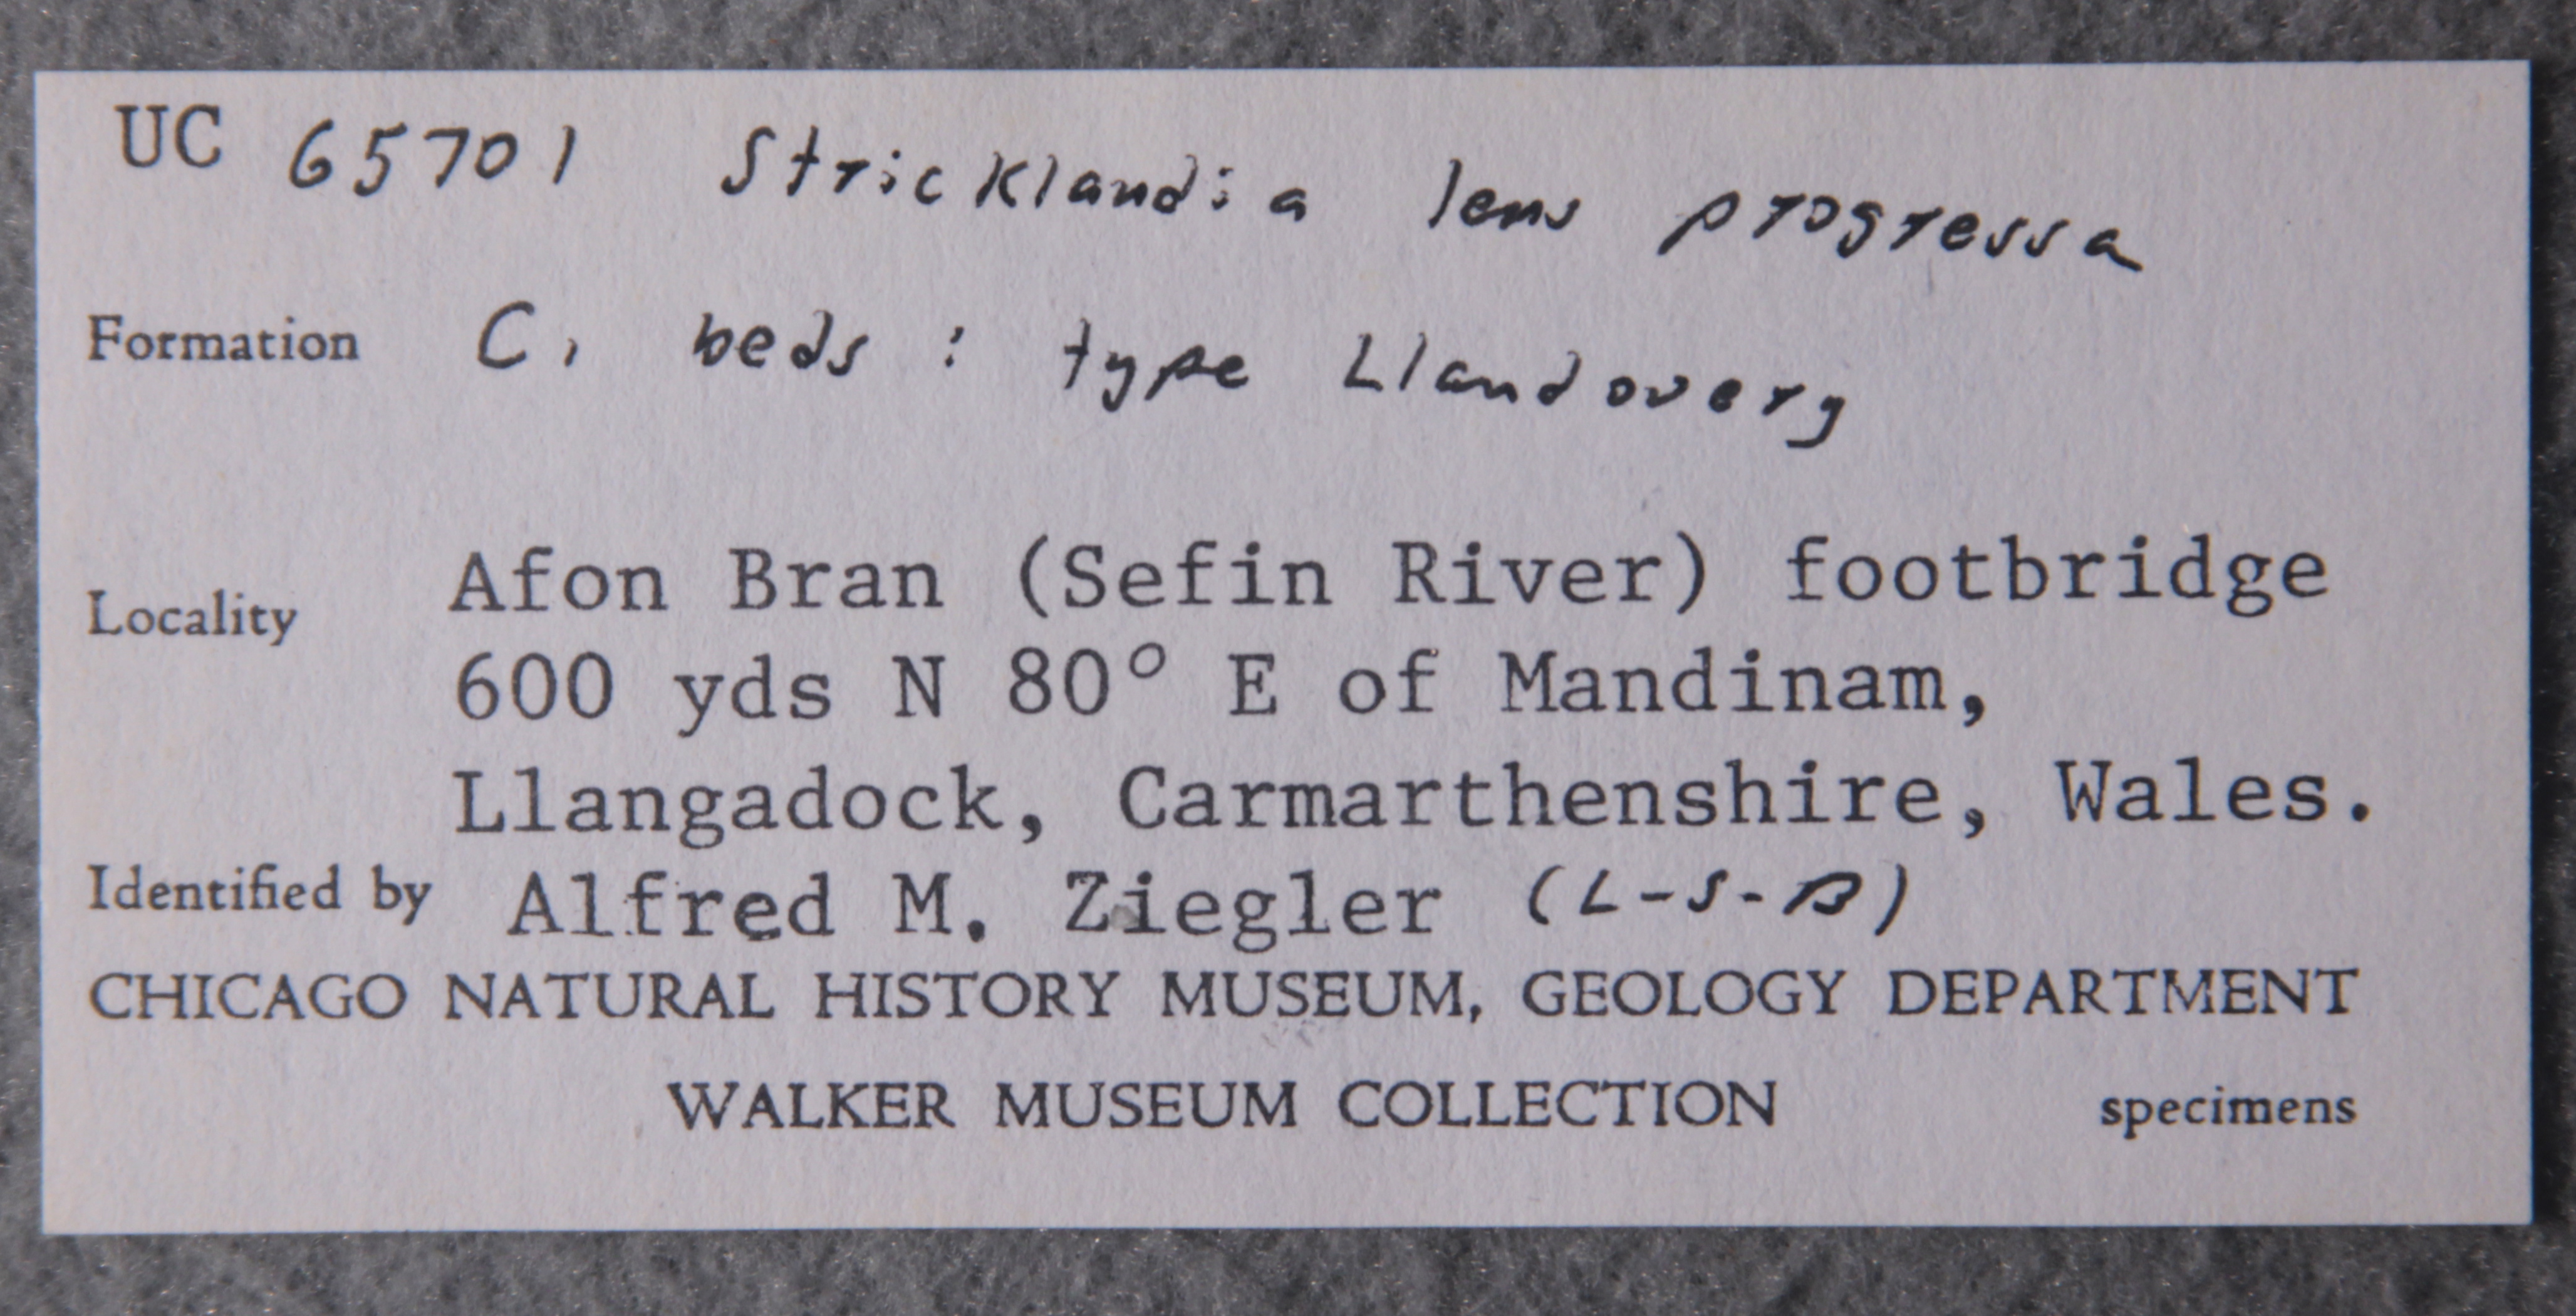 UC 65701 Stricklandia lens progressa
Formation C₁ beds : type Llandovery
Locality Afon Bran (Sefin River) footbridge
600 yds N 80° E of Mandinam,
Llangadock, Carmarthenshire, Wales.
Identified by Alfred M. Ziegler (L-S-B)
CHICAGO NATURAL HISTORY MUSEUM, GEOLOGY DEPARTMENT
WALKER MUSEUM COLLECTION specimens